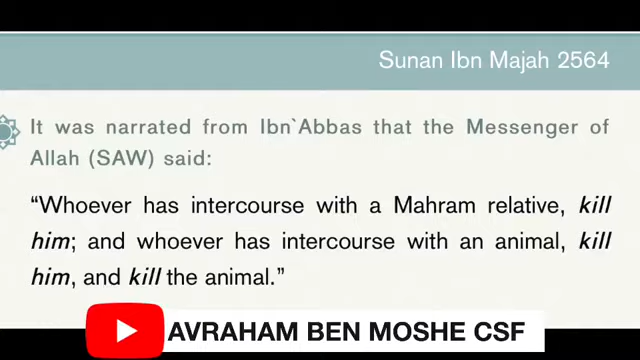 Sunan Ibn Majah 2564
It was narrated from Ibn`Abbas that the Messenger of
Allah (SAW) said:
“Whoever has intercourse with a Mahram relative, kill
him; and whoever has intercourse with an animal, kill
him, and kill the animal.”
AVRAHAM BEN MOSHE CSF